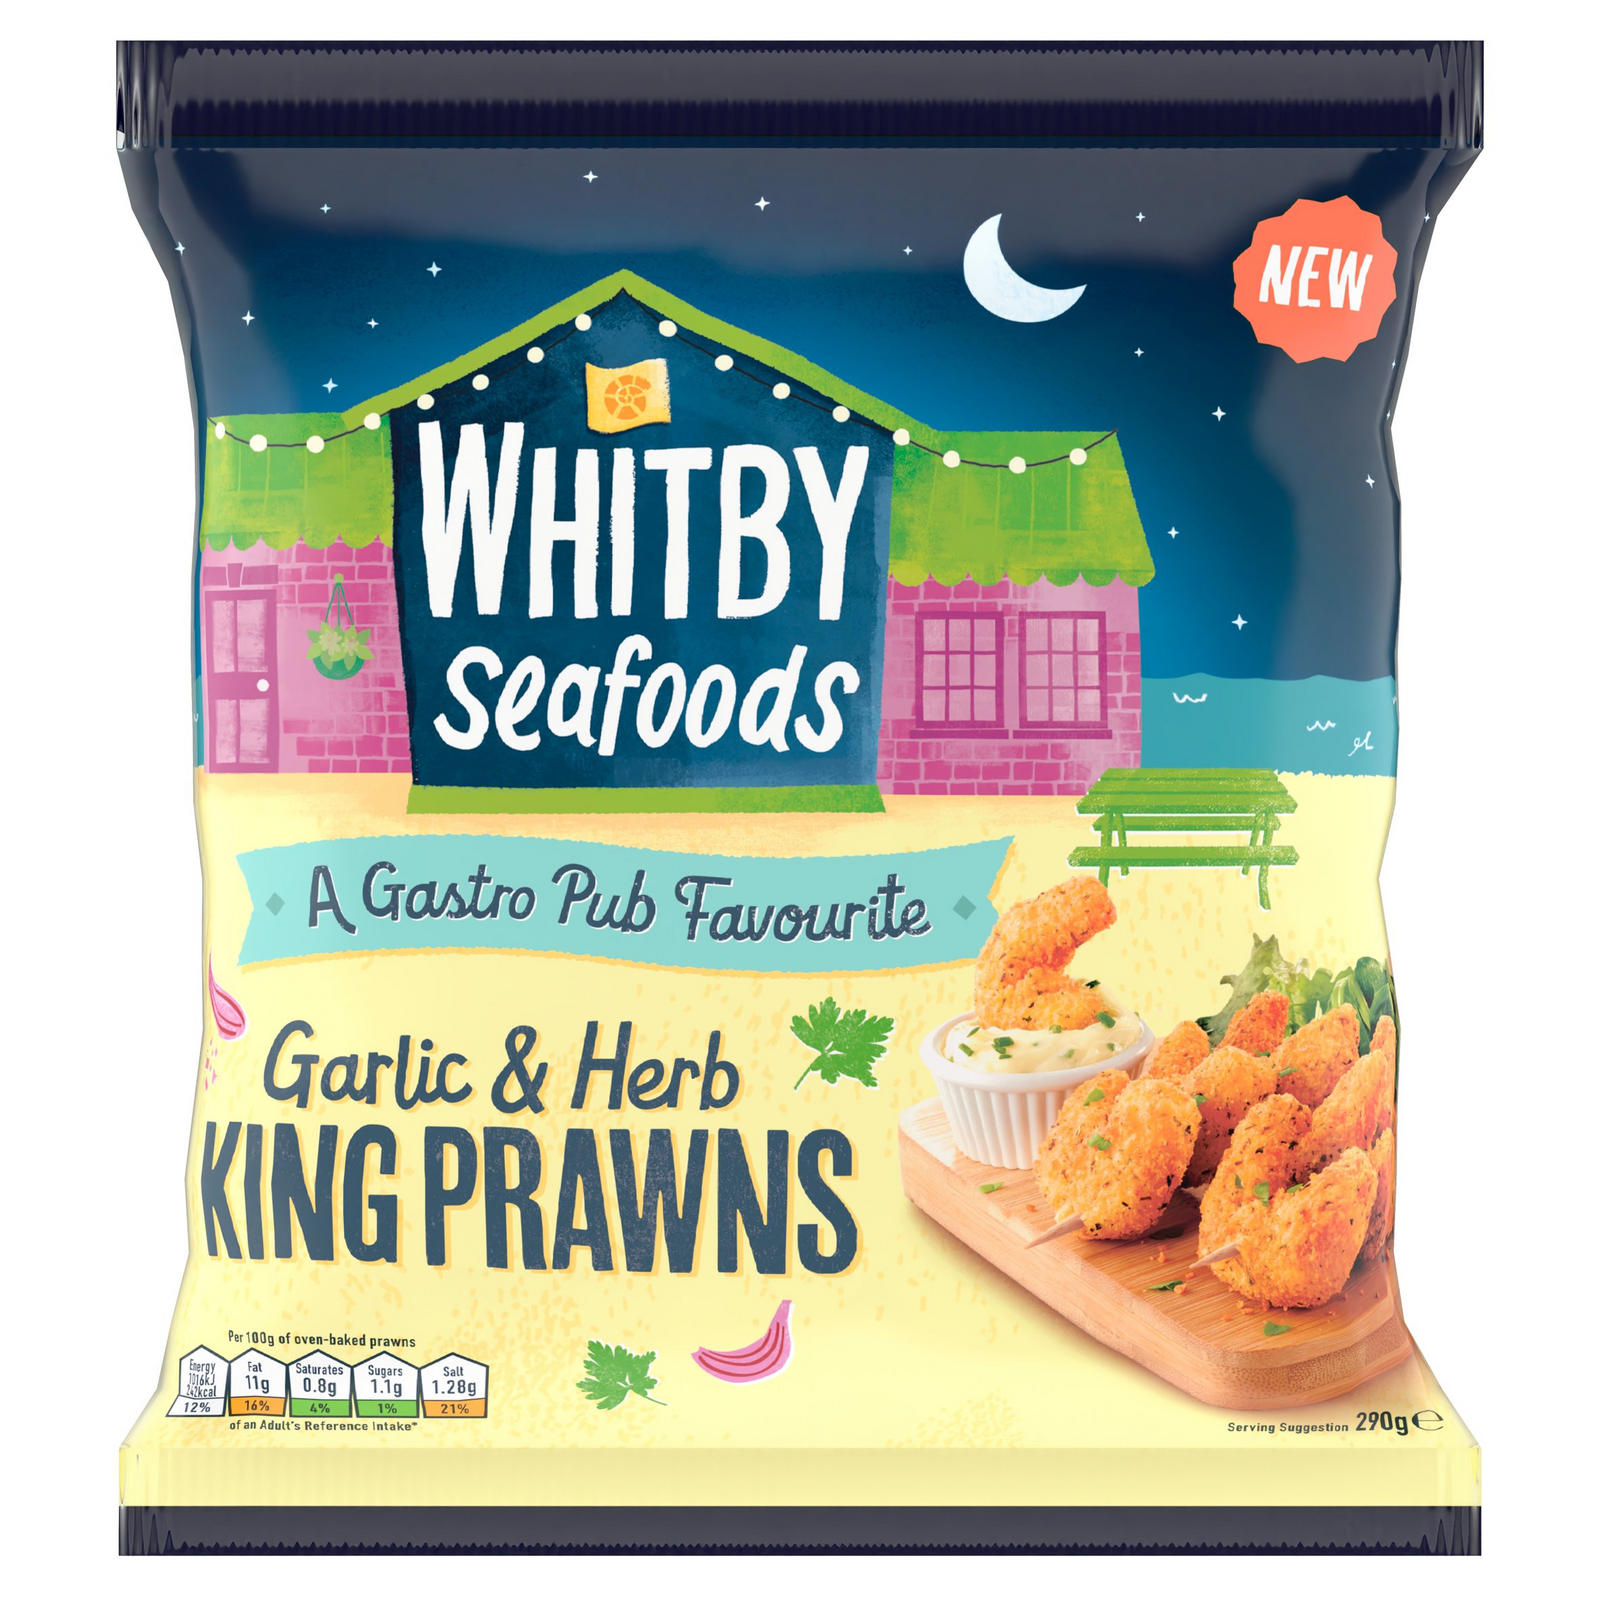 NEW
WHITBY
seafoods
A Gastro Pub Favourite
Garlic & Herb
KING PRAWNS
Per 100g of oven-baked prawns
Energy 1016kJ 242kcal 12%
Fat 11g 16%
Saturates 0.8g 4%
Sugars 1.1g 1%
Salt 1.28g 21%
of an Adult's Reference Intake*
Serving Suggestion 290g e